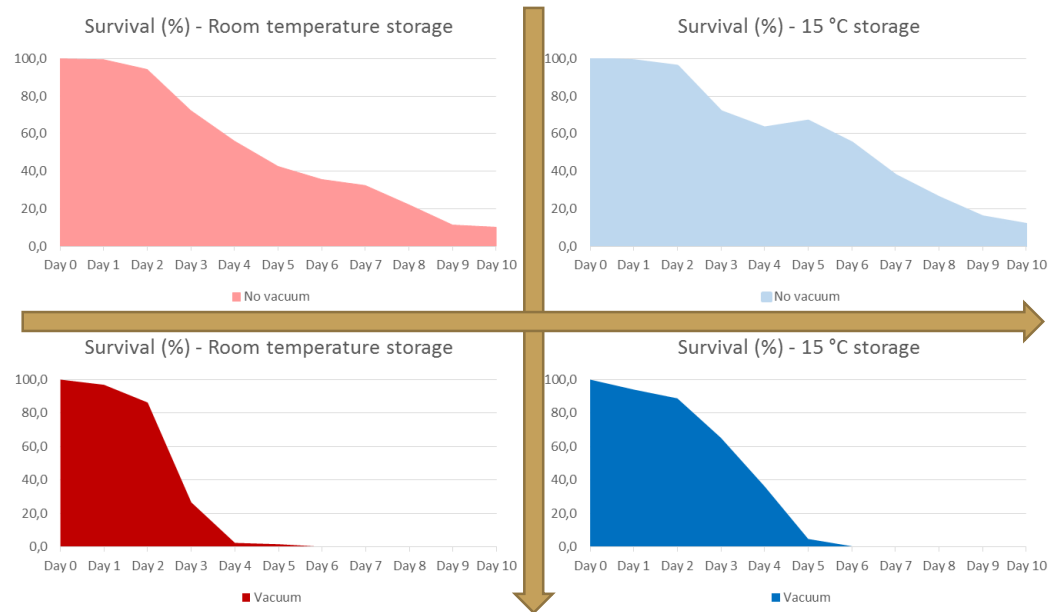 Survival (%) - Room temperature storage
100,0
80,0
60,0
40,0
20,0
0,0
Day 0 Day 1 Day 2 Day 3 Day 4 Day 5 Day 6 Day 7 Day 8 Day 9 Day 10
No vacuum
Survival (%) - 15 °C storage
100,0
80,0
60,0
40,0
20,0
0,0
Day 0 Day 1 Day 2 Day 3 Day 4 Day 5 Day 6 Day 7 Day 8 Day 9 Day 10
No vacuum
Survival (%) - Room temperature storage
100,0
80,0
60,0
40,0
20,0
0,0
Day 0 Day 1 Day 2 Day 3 Day 4 Day 5 Day 6 Day 7 Day 8 Day 9 Day 10
Vacuum
Survival (%) - 15 °C storage
100,0
80,0
60,0
40,0
20,0
0,0
Day 0 Day 1 Day 2 Day 3 Day 4 Day 5 Day 6 Day 7 Day 8 Day 9 Day 10
Vacuum